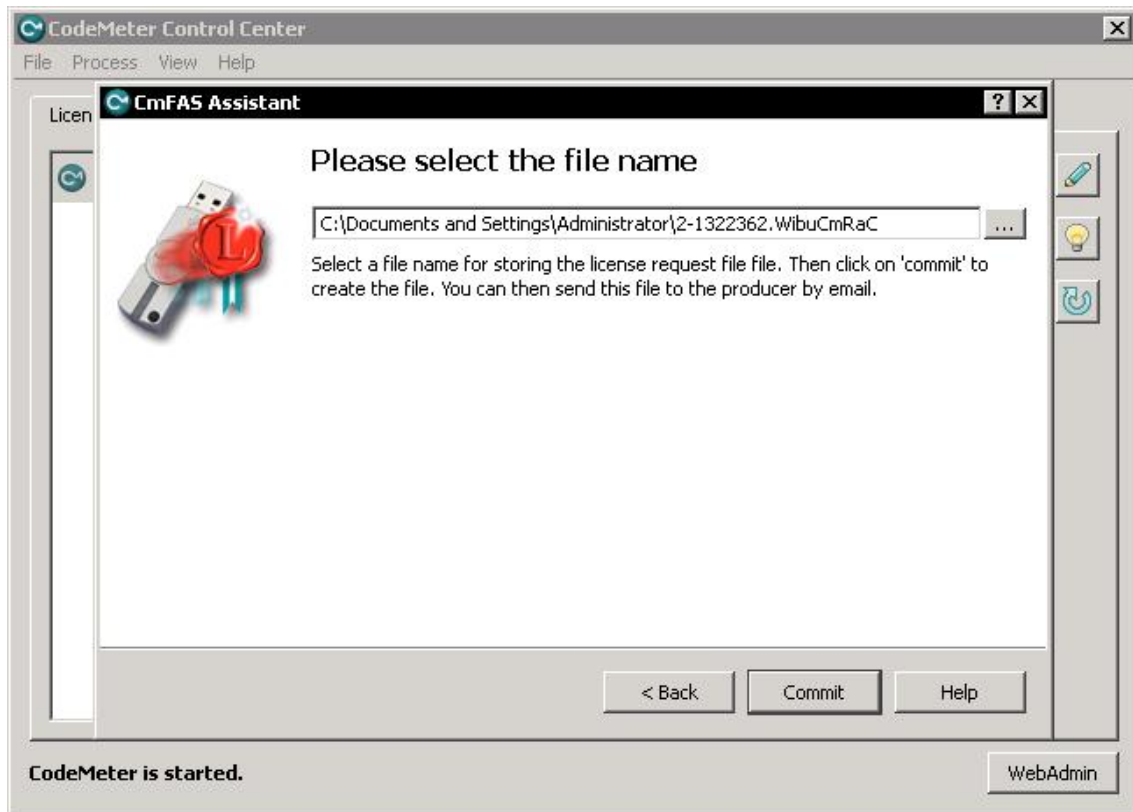 CodeMeter Control Center
File Process View Help
Licen
CmFAS Assistant
Please select the file name
C:\Documents and Settings\Administrator\2-1322362.WibuCmRaC
...
Select a file name for storing the license request file file. Then click on 'commit' to
create the file. You can then send this file to the producer by email.
L
< Back
Commit
Help
CodeMeter is started.
WebAdmin